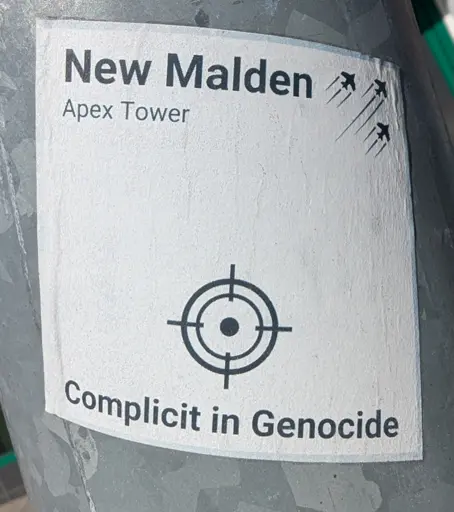 New Malden
Apex Tower
Complicit in Genocide